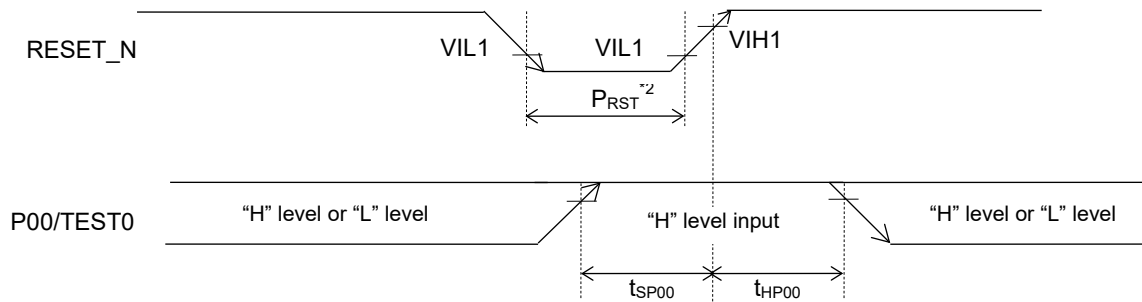 RESET_N
VIL1
VIL1
VIH1
PRST*2
P00/TEST0
“H” level or “L” level
“H” level input
“H” level or “L” level
tSP00
tHP00